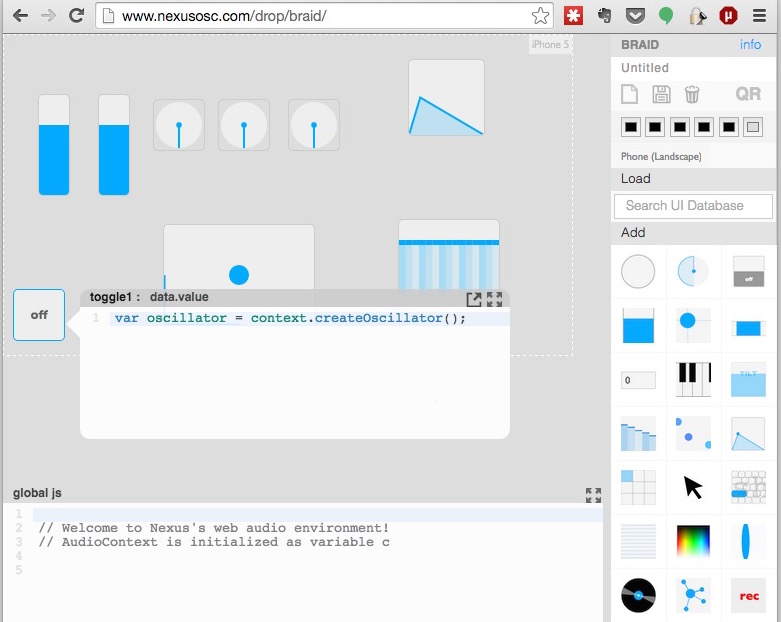 www.nexusosc.com/drop/braid/
iPhone 5
BRAID info
Untitled
QR
Phone (Landscape)
Load
Search UI Database
Add
off
toggle1 : data.value
1 var oscillator = context.createOscillator();
off
0
TILT
rec
global js
1
2 // Welcome to Nexus's web audio environment!
3 // AudioContext is initialized as variable c
4
5